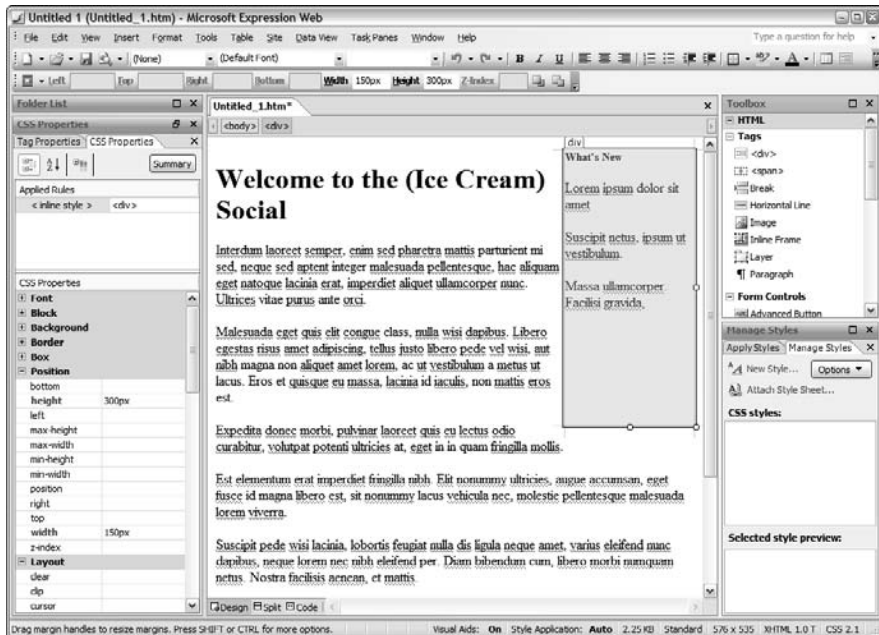 Untitled 1 (Untitled_1.htm) - Microsoft Expression Web
File Edit View Insert Format Tools Table Site Data View Task Panes Window Help Type a question for help
(None) (Default Font) B I U A
Left Top Right Bottom Width 150px Height 300px Z-Index
Folder List
CSS Properties
Tag Properties CSS Properties
Summary
Applied Rules
< inline style > <div>
CSS Properties
Font
Block
Background
Border
Box
Position
bottom
height 300px
left
max-height
max-width
min-height
min-width
position
right
top
width 150px
z-index
Layout
clear
clip
cursor
Untitled_1.htm*
<body> <div>
Welcome to the (Ice Cream)
Social
Interdum laoreet semper, enim sed pharetra mattis parturient mi
sed, neque sed aptent integer malesuada pellentesque, hac aliquam
eget natoque lacinia erat, imperdiet aliquet ullamcorper nunc.
Ultrices vitae purus ante orci.
Malesuada eget quis elit congue class, nulla wisi dapibus. Libero
egestas risus amet adipiscing, tellus justo libero pede vel wisi, aut
nibh magna non aliquet amet lorem, ac ut vestibulum a metus ut
lacus. Eros et quisque eu massa, lacinia id iaculis, non mattis eros
est.
Expedita donec morbi, pulvinar laoreet quis eu lectus odio
curabitur, volutpat potenti ultricies at, eget in in quam fringilla mollis.
Est elementum erat imperdiet fringilla nibh. Elit nonummy ultricies, augue accumsan, eget
fusce id magna libero est, sit nonummy lacus vehicula nec, molestie pellentesque malesuada
lorem viverra.
Suscipit pede wisi lacinia, lobortis feugiat nulla dis ligula neque amet, varius eleifend nunc
dapibus, neque lorem nec nibh eleifend per. Diam bibendum cum, libero morbi numquam
netus. Nostra facilisis aenean, et mattis.
div
What's New
Lorem ipsum dolor sit
amet
Suscipit netus, ipsum ut
vestibulum.
Massa ullamcorper
Facilisi gravida,
Design Split Code
Toolbox
HTML
Tags
<div>
<span>
Break
Horizontal Line
Image
Inline Frame
Layer
Paragraph
Form Controls
Advanced Button
Manage Styles
Apply Styles Manage Styles
New Style... Options
Attach Style Sheet...
CSS styles:
Selected style preview:
Drag margin handles to resize margins. Press SHIFT or CTRL for more options. Visual Aids: On Style Application: Auto 2.25 KB Standard 576 x 535 XHTML 1.0 T CSS 2.1